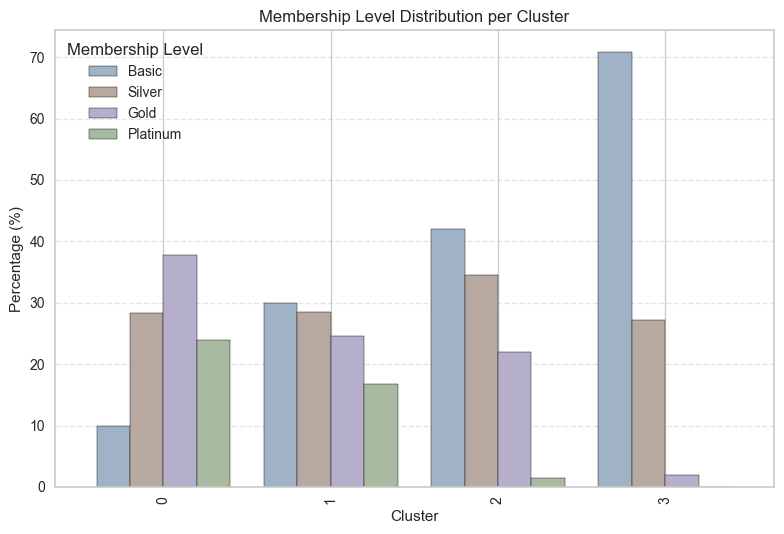 Membership Level Distribution per Cluster
Membership Level
Basic
Silver
Gold
Platinum
Percentage (%)
70
60
50
40
30
20
10
0
0
1
2
3
Cluster